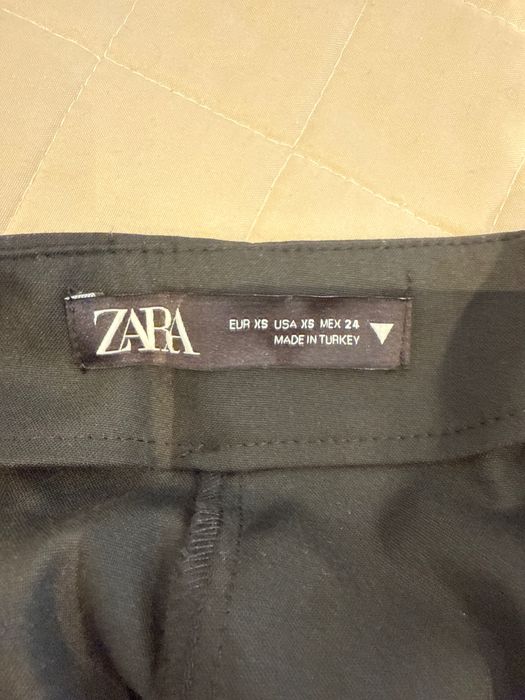 ZARA
EUR XS USA XS MEX 24
MADE IN TURKEY